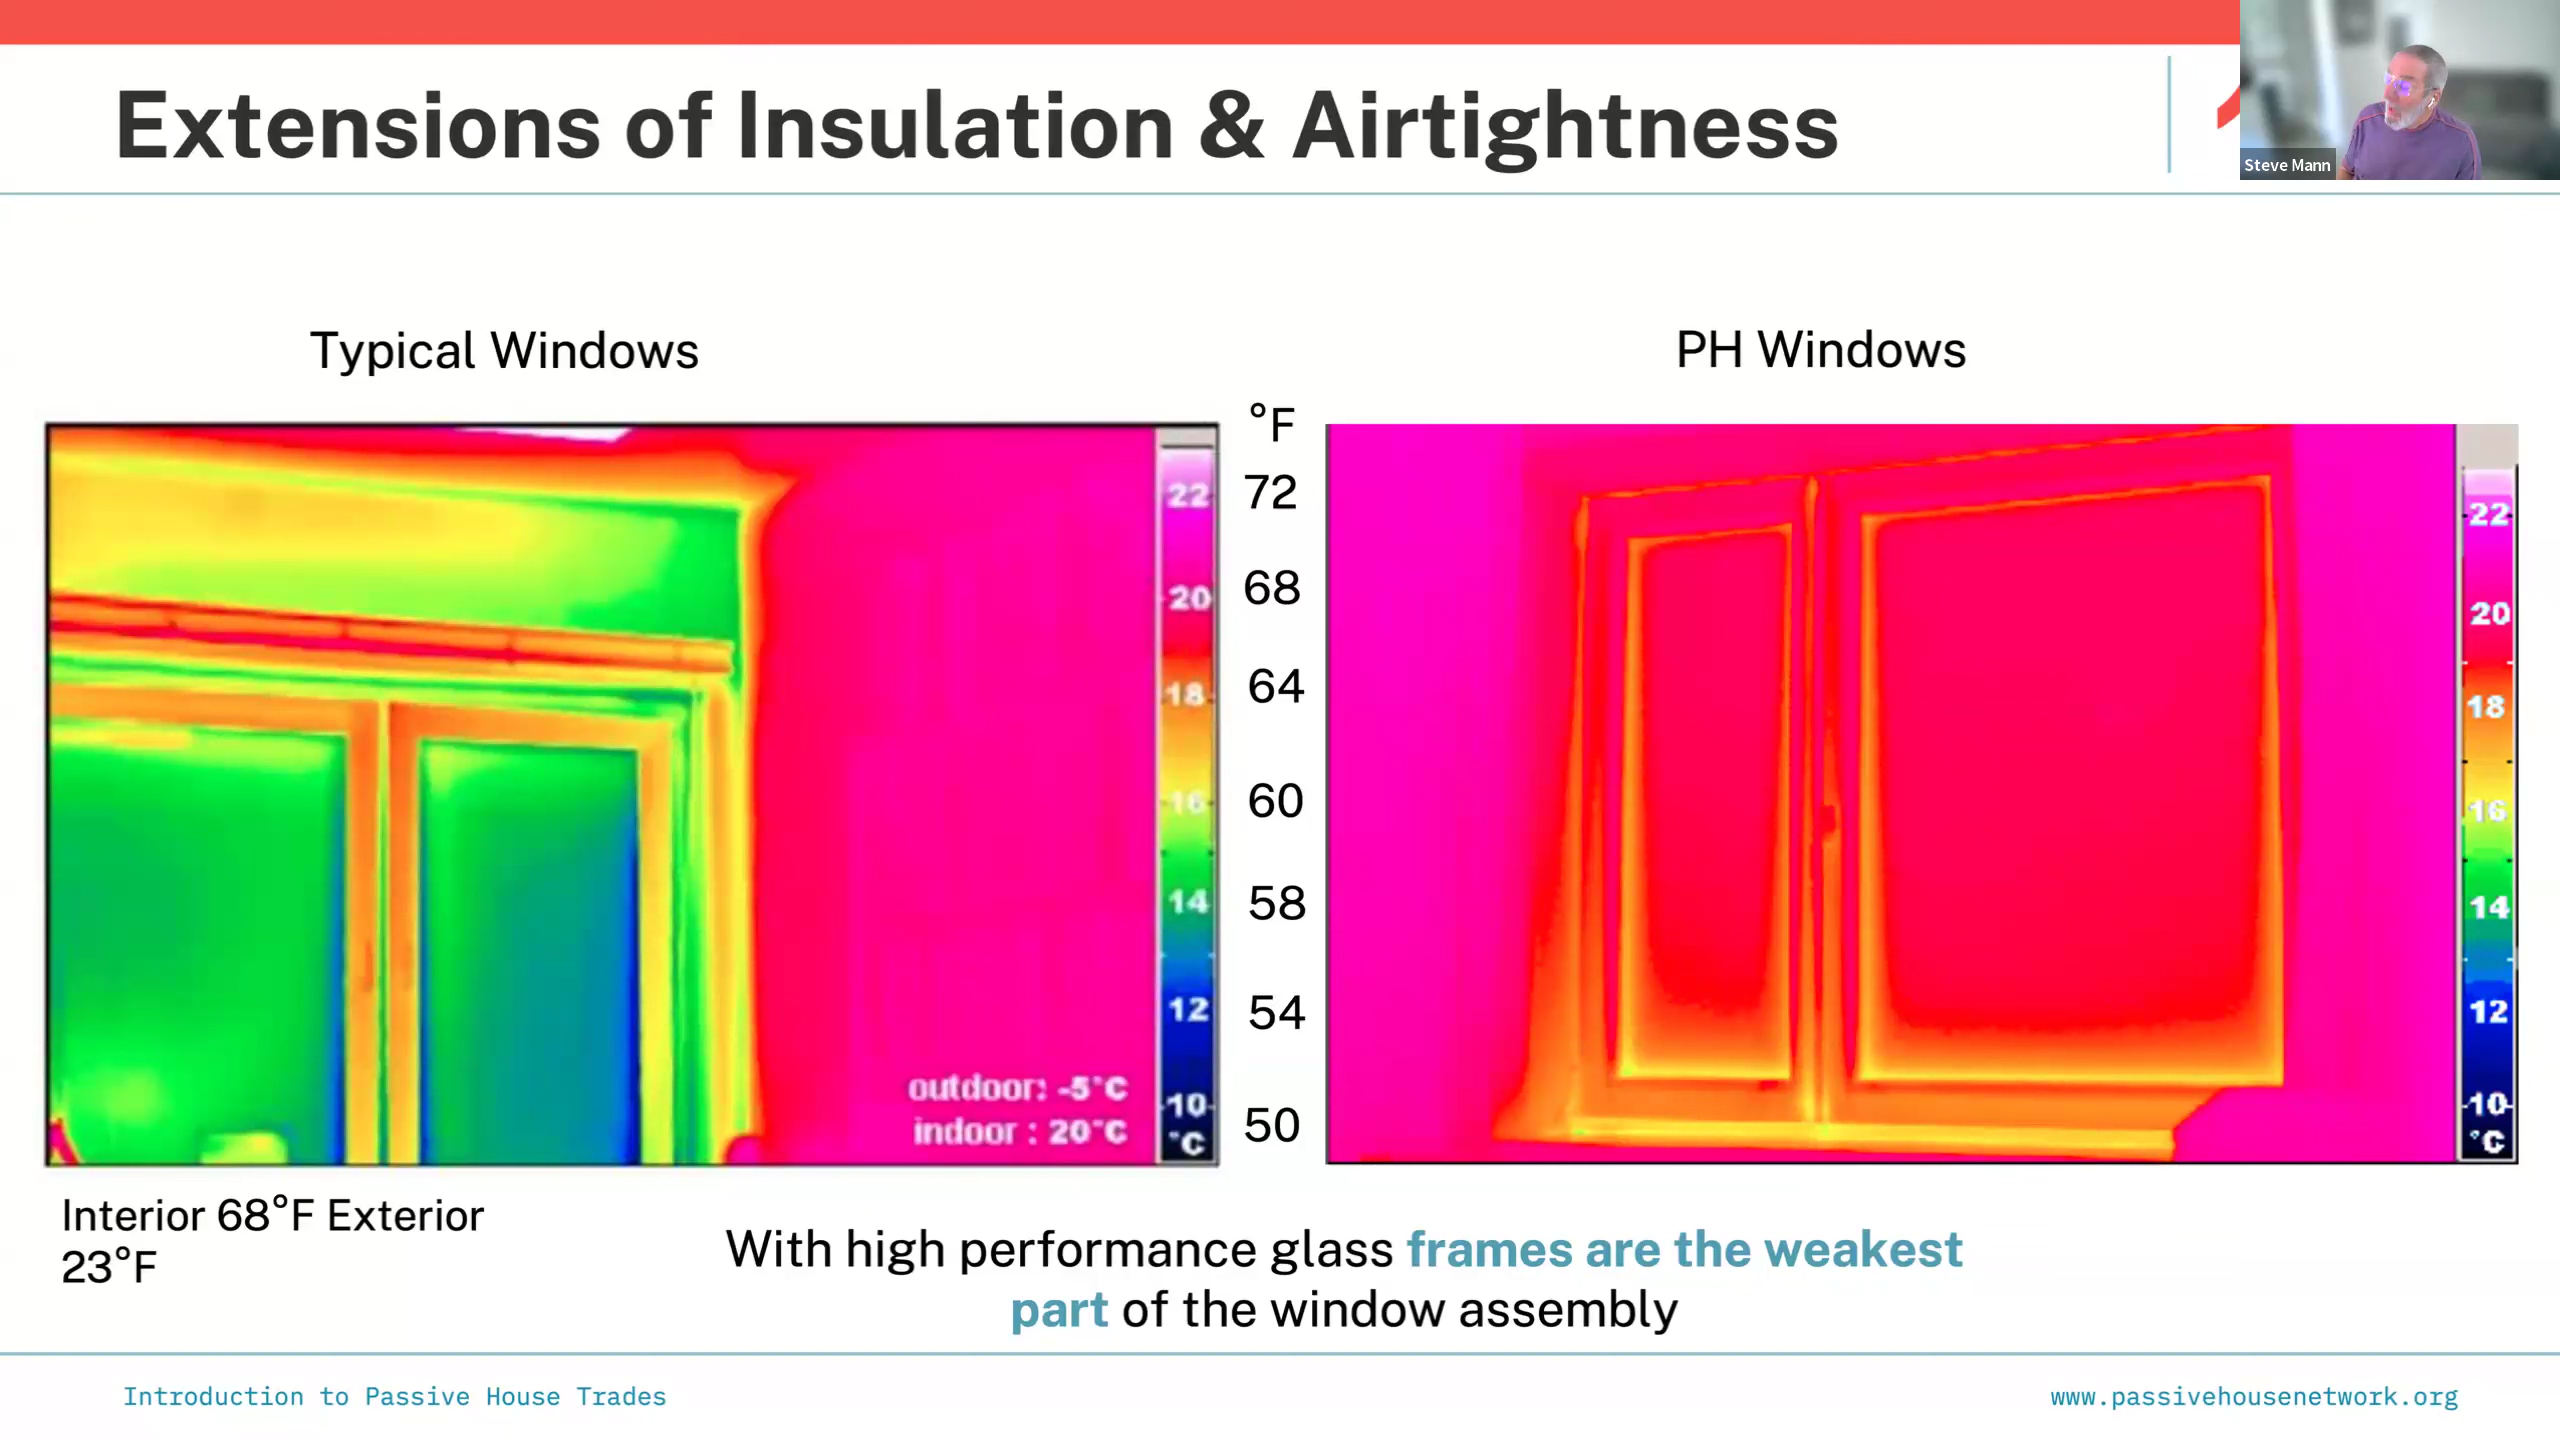 Extensions of Insulation & Airtightness
Steve Mann
Typical Windows
PH Windows
22
20
18
16
14
12
10
°C
outdoor: -5°C
indoor : 20°C
°F
72
68
64
60
58
54
50
22
20
18
16
14
12
10
°C
Interior 68°F Exterior
23°F
With high performance glass frames are the weakest
part of the window assembly
Introduction to Passive House Trades
www.passivehousenetwork.org